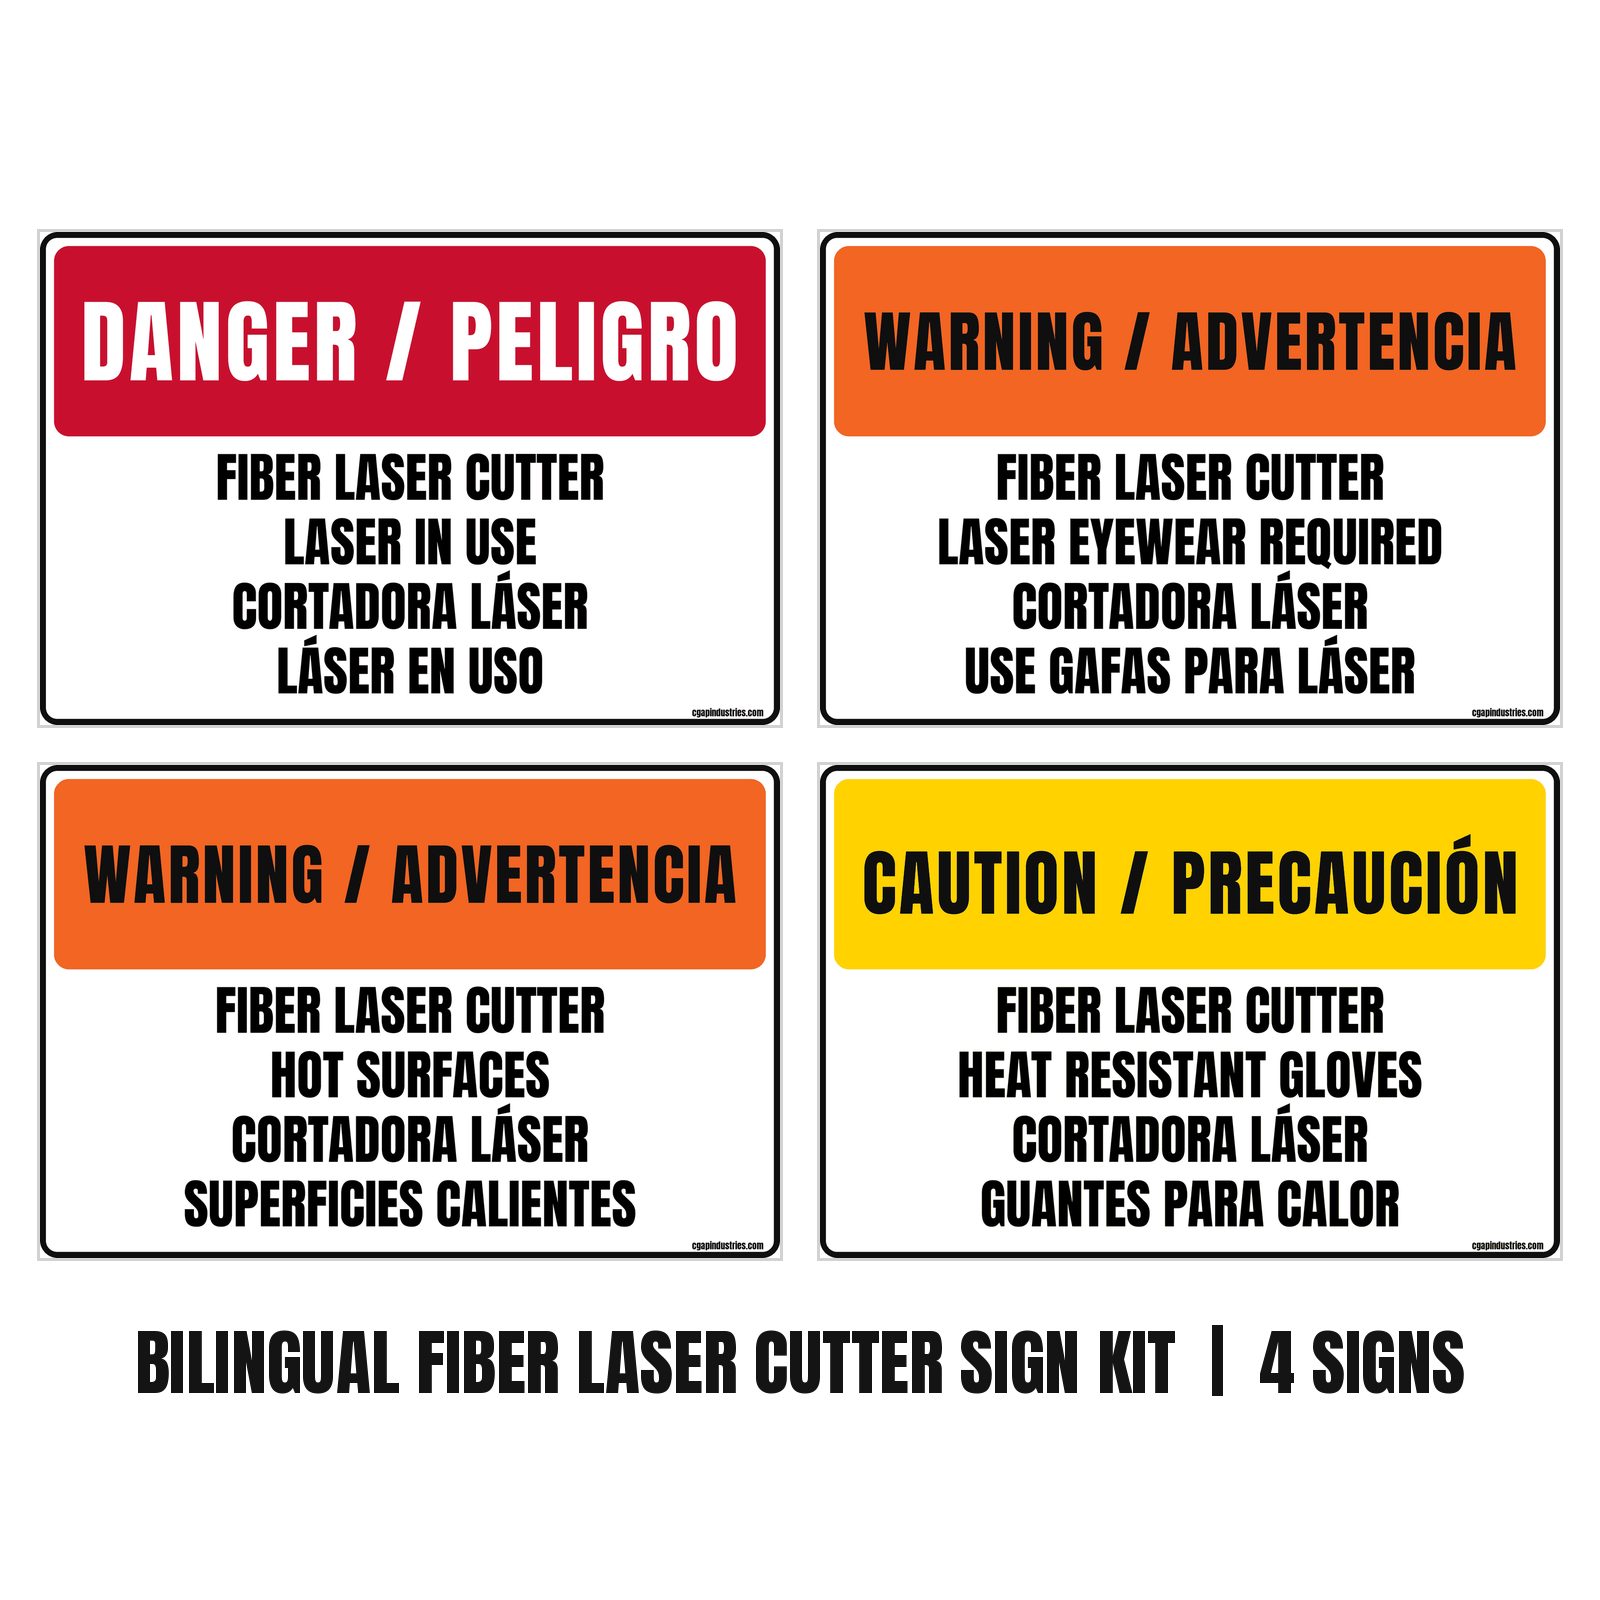 DANGER / PELIGRO
FIBER LASER CUTTER
LASER IN USE
CORTADORA LÁSER
LÁSER EN USO
cgapindustries.com
WARNING / ADVERTENCIA
FIBER LASER CUTTER
LASER EYEWEAR REQUIRED
CORTADORA LÁSER
USE GAFAS PARA LÁSER
cgapindustries.com
WARNING / ADVERTENCIA
FIBER LASER CUTTER
HOT SURFACES
CORTADORA LÁSER
SUPERFICIES CALIENTES
cgapindustries.com
CAUTION / PRECAUCIÓN
FIBER LASER CUTTER
HEAT RESISTANT GLOVES
CORTADORA LÁSER
GUANTES PARA CALOR
cgapindustries.com
BILINGUAL FIBER LASER CUTTER SIGN KIT | 4 SIGNS